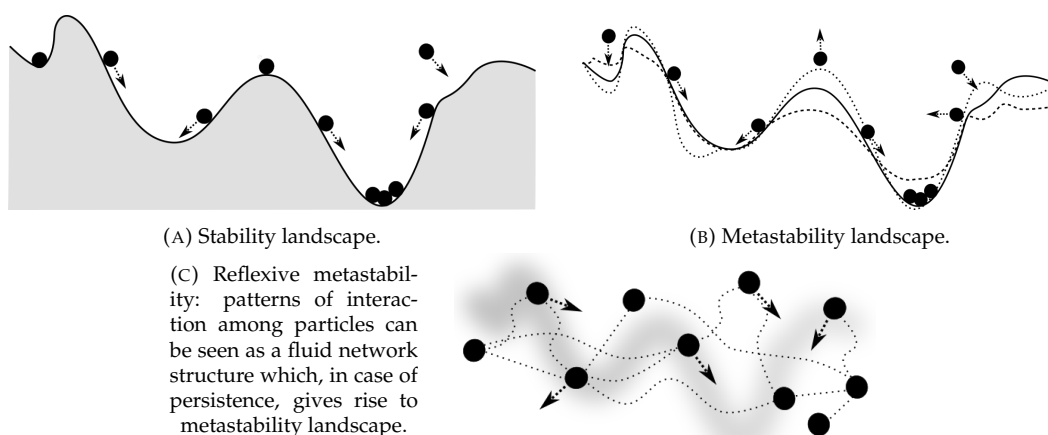 (A) Stability landscape.
(B) Metastability landscape.
(C) Reflexive metastabil-
ity: patterns of interac-
tion among particles can
be seen as a fluid network
structure which, in case of
persistence, gives rise to
metastability landscape.